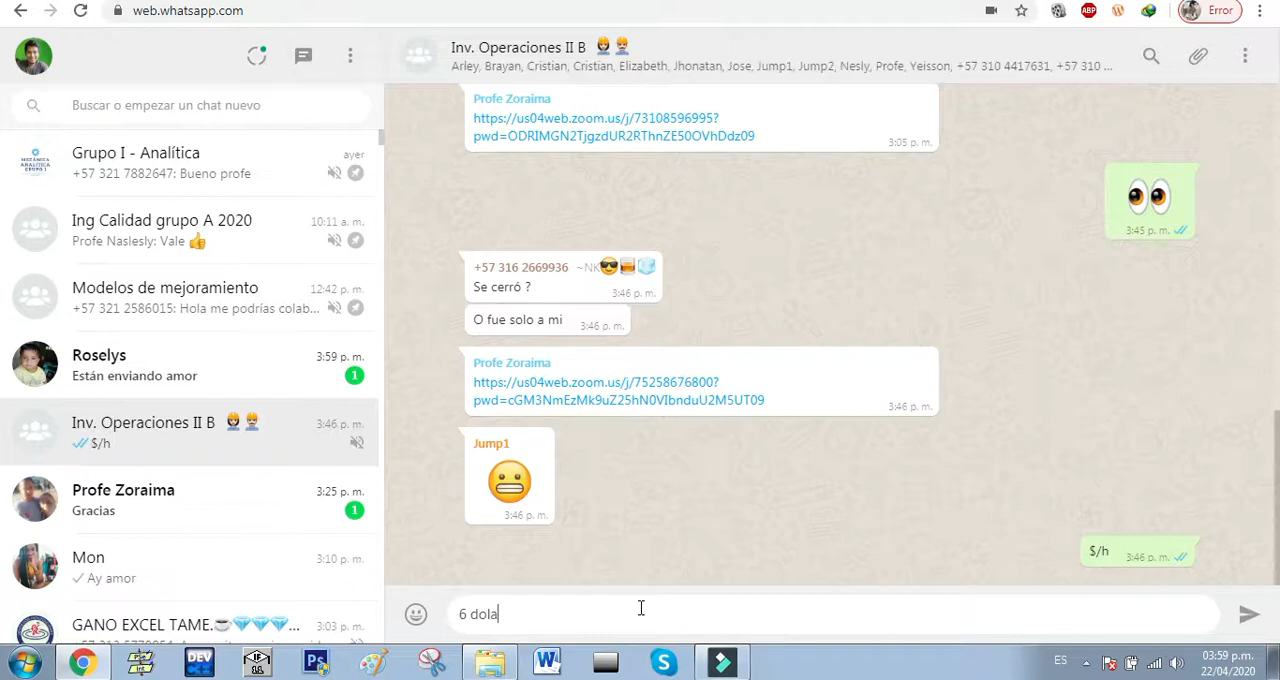 web.whatsapp.com
ABP
Error
Inv. Operaciones II B
Arley, Brayan, Cristian, Cristian, Elizabeth, Jhonatan, Jose, Jump1, Jump2, Nesly, Profe, Yeisson, +57 310 4417631, +57 310 ...
Buscar o empezar un chat nuevo
Grupo I - Analítica
ayer
+57 321 7882647: Bueno profe
Ing Calidad grupo A 2020
10:11 a. m.
Profe Naslesly: Vale 👍
Modelos de mejoramiento
12:42 p. m.
+57 321 2586015: Hola me podrías colab...
Roselys
3:59 p. m.
Están enviando amor
1
Inv. Operaciones II B
3:46 p. m.
$/h
Profe Zoraima
3:25 p. m.
Gracias
1
Mon
3:10 p. m.
Ay amor
GANO EXCEL TAME.☕💎💎💎...
3:03 p. m.
Profe Zoraima
https://us04web.zoom.us/j/73108596995?
pwd=ODRIMGN2TjgzdUR2RThnZE50OVhDdz09
3:05 p. m.
3:45 p. m.
+57 316 2669936 ~NK😎🥃🧊
Se cerró ?
3:46 p. m.
O fue solo a mi
3:46 p. m.
Profe Zoraima
https://us04web.zoom.us/j/75258676800?
pwd=cGM3NmEzMk9uZ25hN0VIbnduU2M5UT09
3:46 p. m.
Jump1
3:46 p. m.
$/h
3:46 p. m.
6 dola
DEV
Ps
W
S
ES
03:59 p.m.
22/04/2020